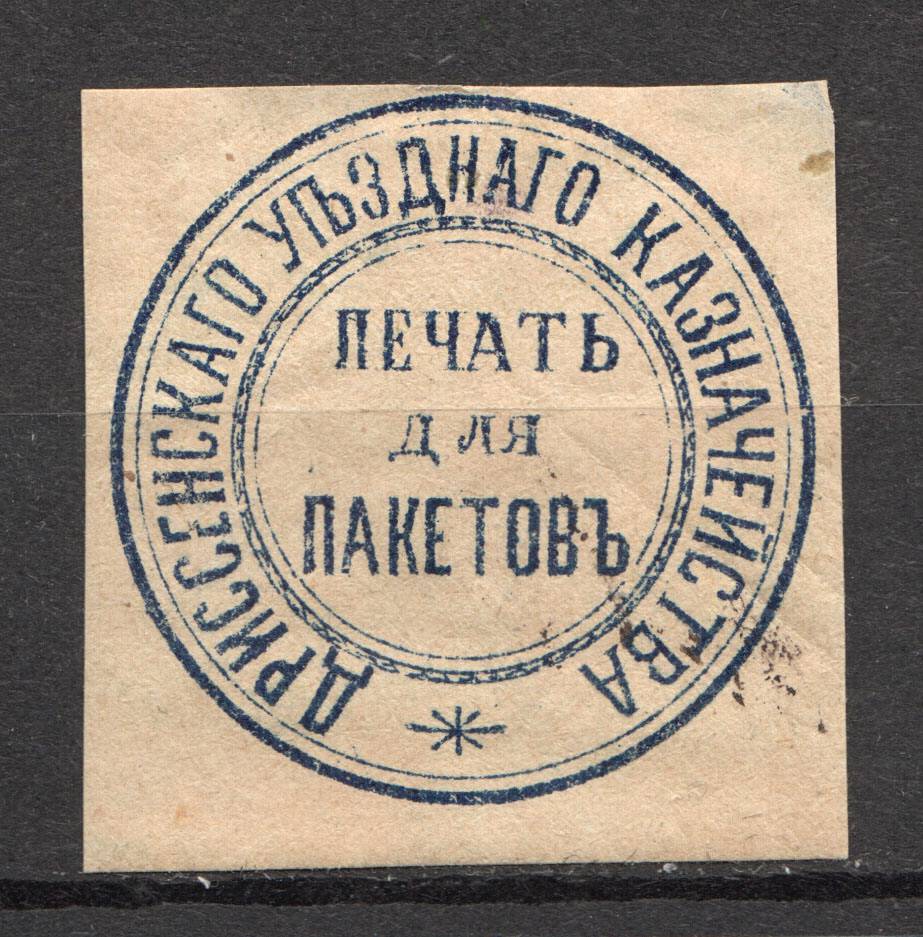 ДРИССЕНСКАГО УѢЗДНАГО КАЗНАЧЕЙСТВА
ПЕЧАТЬ
ДЛЯ
ПАКЕТОВЪ